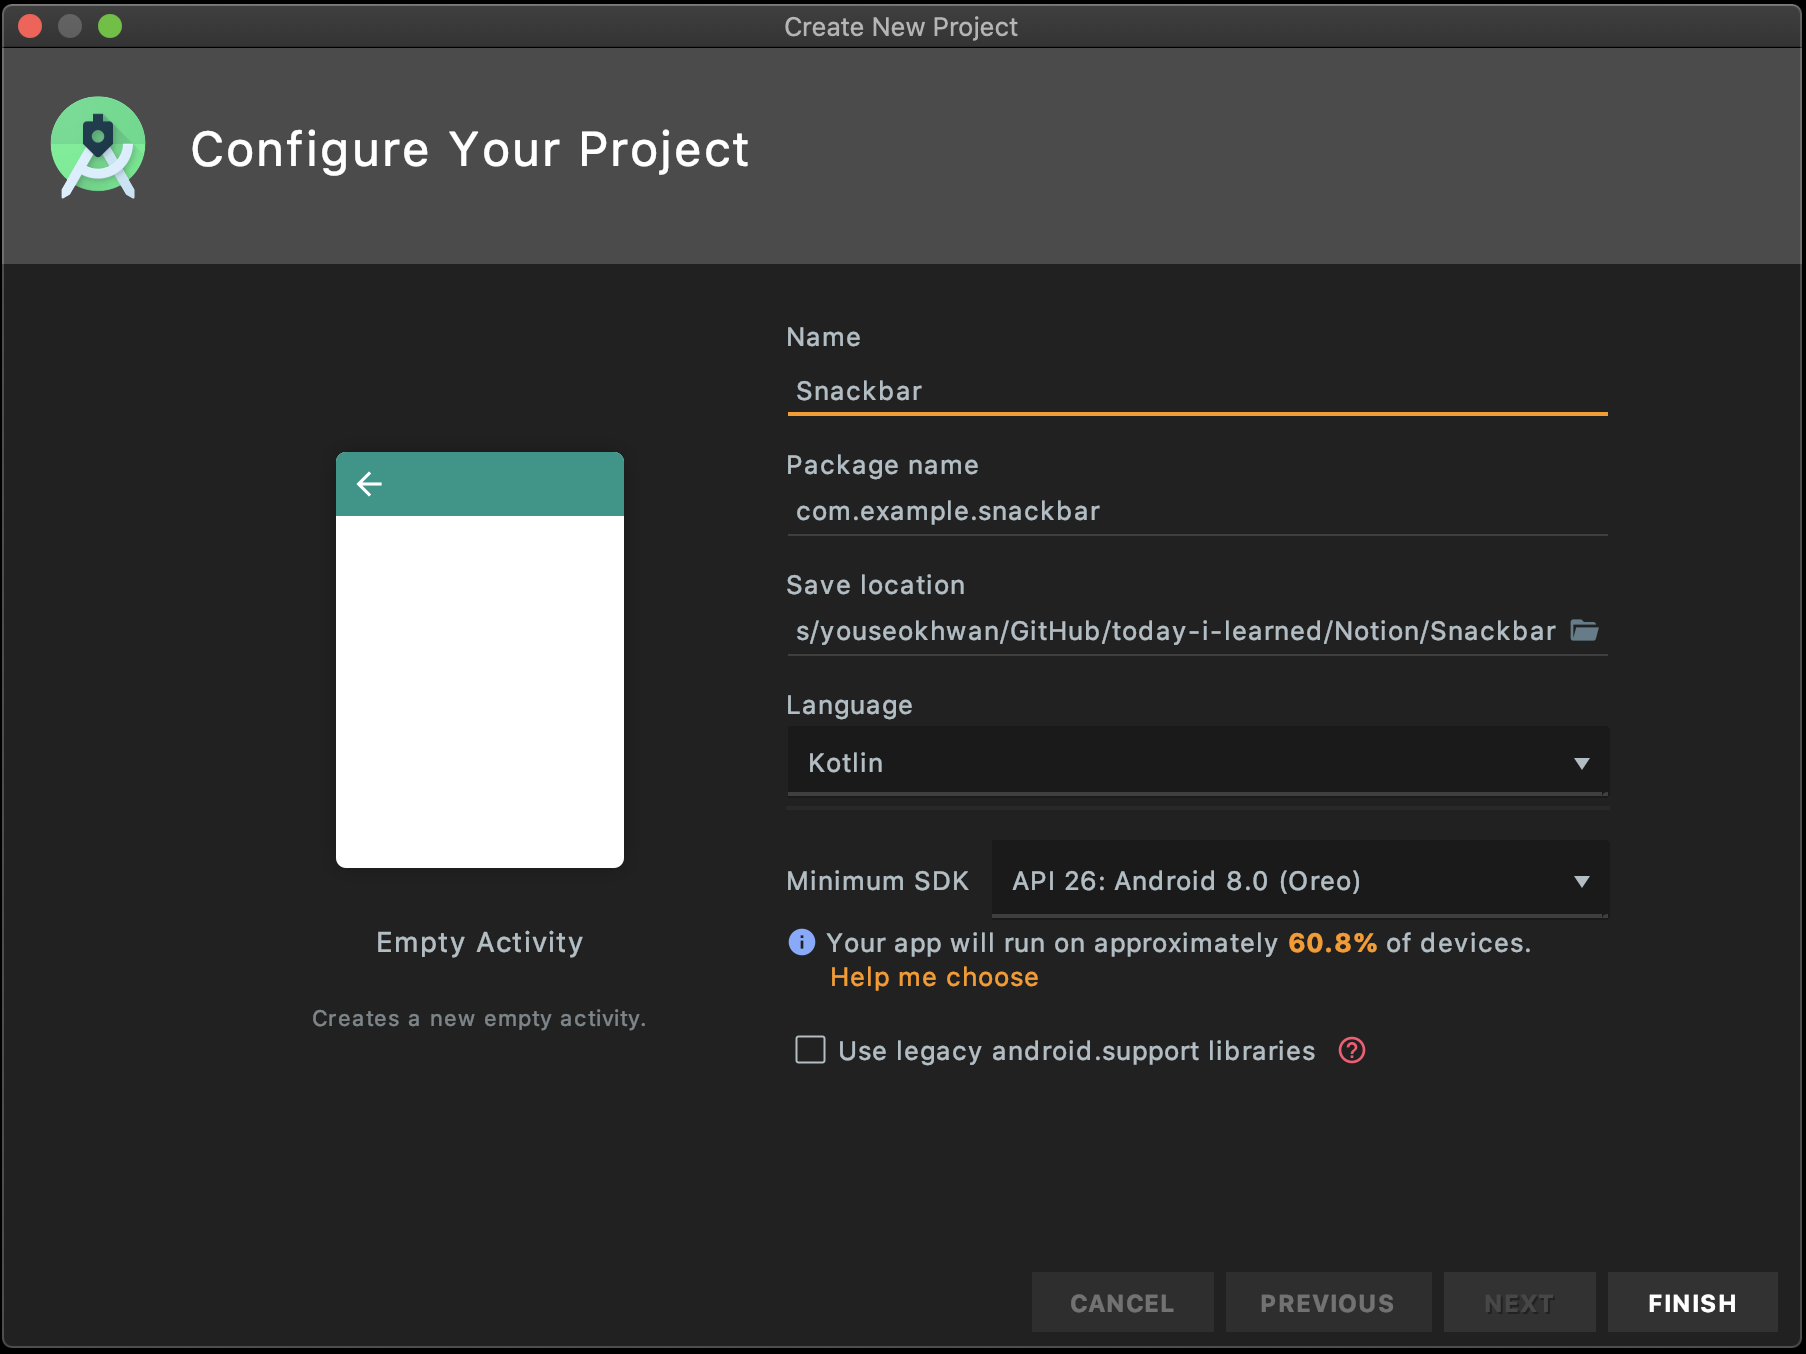 Create New Project
Configure Your Project
Name
Snackbar
Package name
com.example.snackbar
Save location
s/youseokhwan/GitHub/today-i-learned/Notion/Snackbar
Language
Kotlin
Minimum SDK API 26: Android 8.0 (Oreo)
Your app will run on approximately 60.8% of devices.
Help me choose
Use legacy android.support libraries
Empty Activity
Creates a new empty activity.
CANCEL PREVIOUS NEXT FINISH